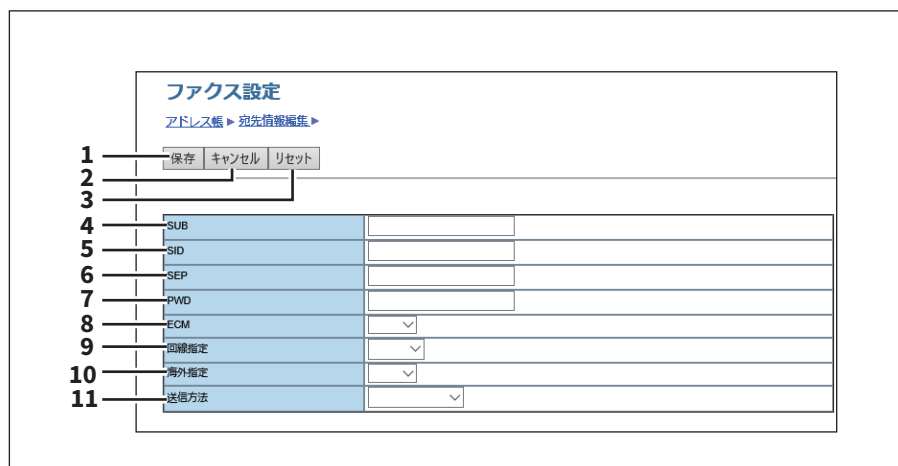 ファクス設定
アドレス帳 ▶ 宛先情報編集 ▶
1 保存 キャンセル リセット
2
3
4 SUB
5 SID
6 SEP
7 PWD
8 ECM
9 回線指定
10 海外指定
11 送信方法